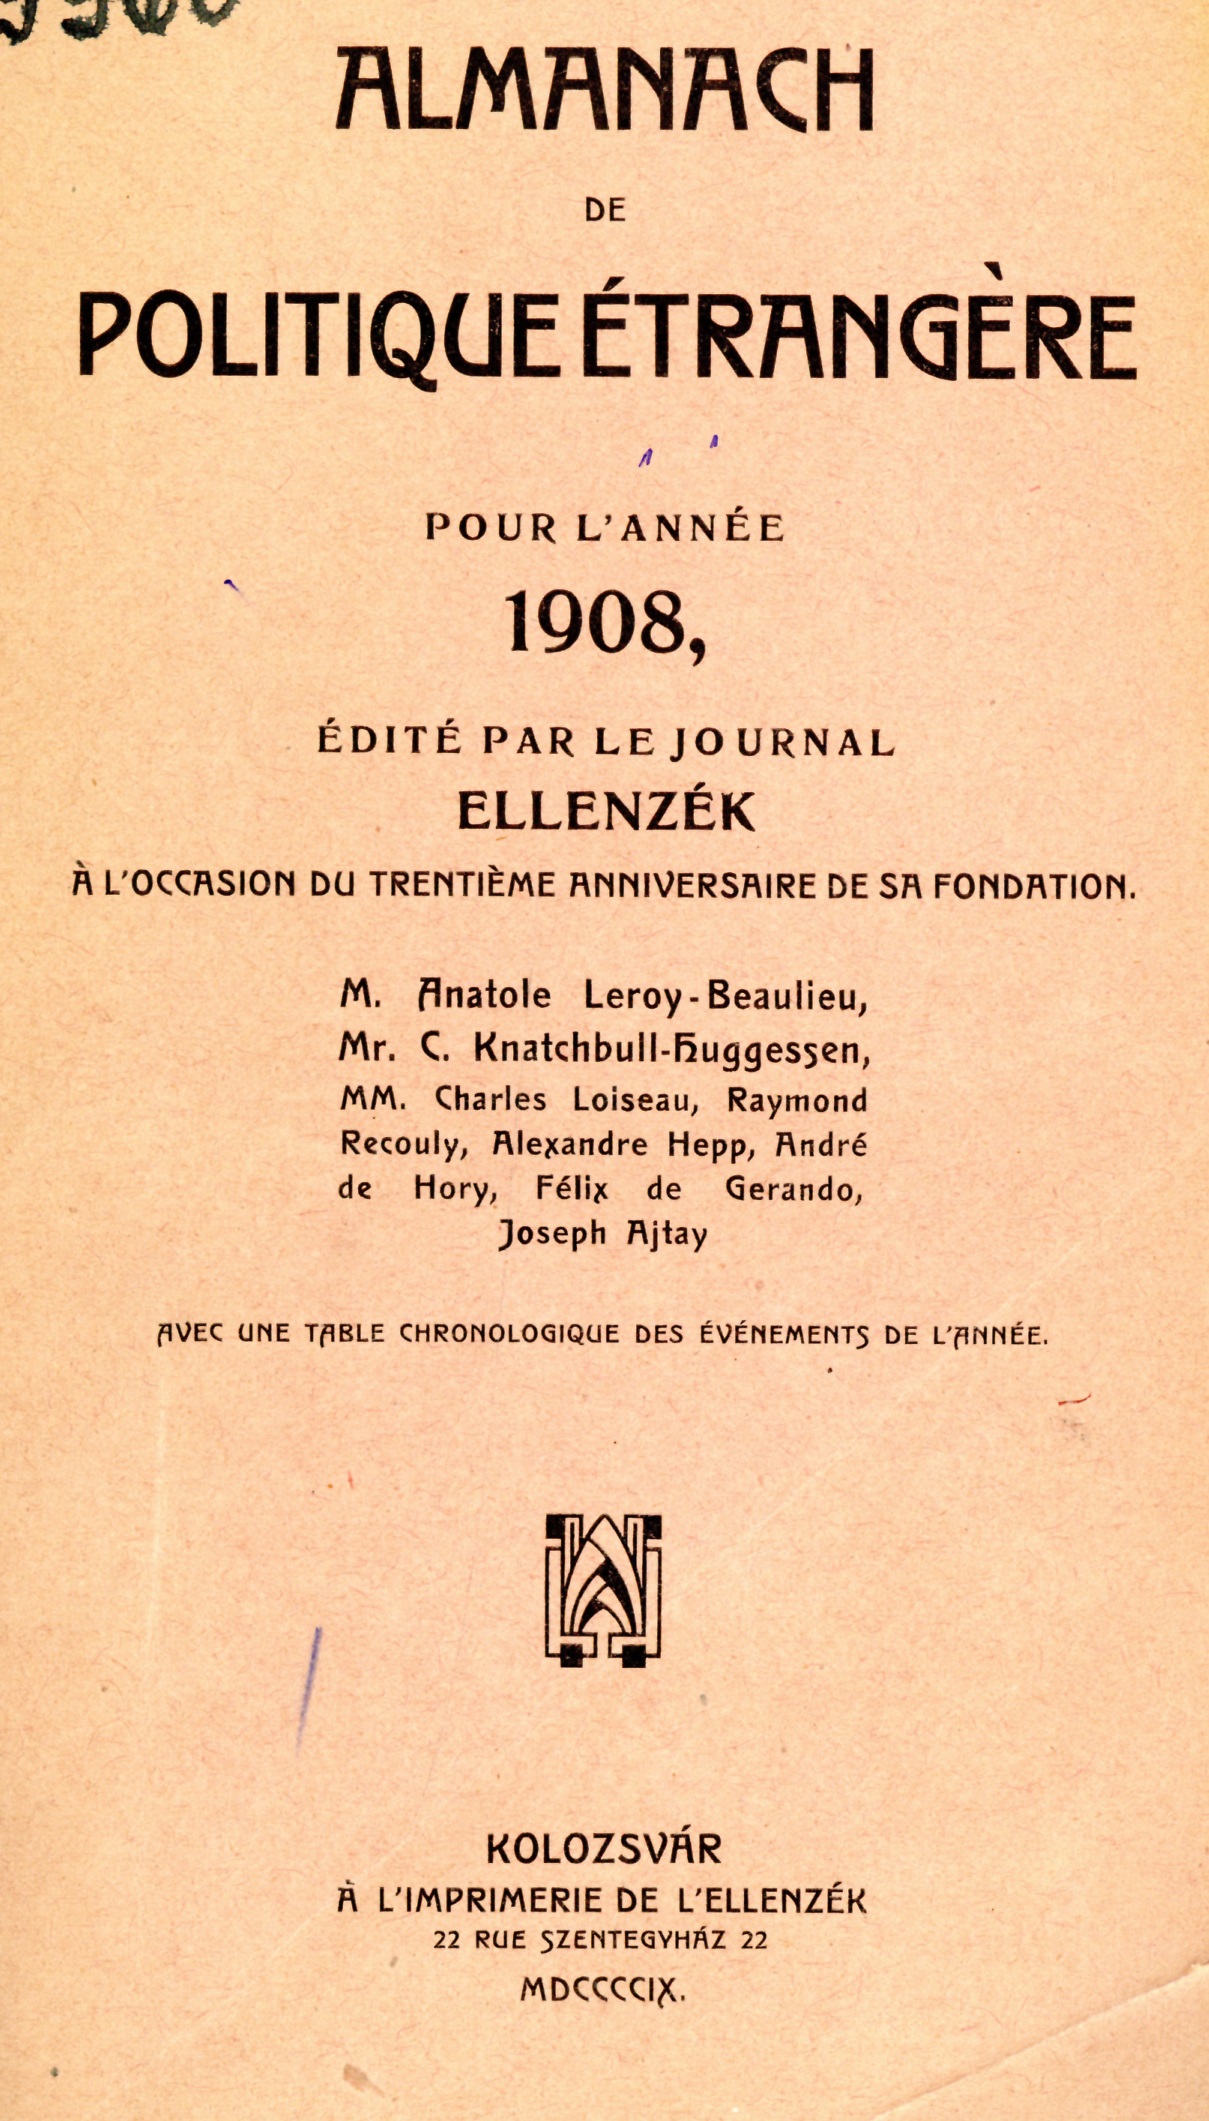 ALMANACH
DE
POLITIQUE ÉTRANGÈRE
POUR L'ANNÉE
1908,
ÉDITÉ PAR LE JOURNAL
ELLENZÉK
À L'OCCASION DU TRENTIÈME ANNIVERSAIRE DE SA FONDATION.
M. Anatole Leroy-Beaulieu,
Mr. C. Knatchbull-Huggessen,
MM. Charles Loiseau, Raymond
Recouly, Alexandre Hepp, André
de Hory, Félix de Gerando,
Joseph Ajtay
AVEC UNE TABLE CHRONOLOGIQUE DES ÉVÉNEMENTS DE L'ANNÉE.
KOLOZSVÁR
À L'IMPRIMERIE DE L'ELLENZÉK
22 RUE SZENTEGYHÁZ 22
MDCCCCIX.